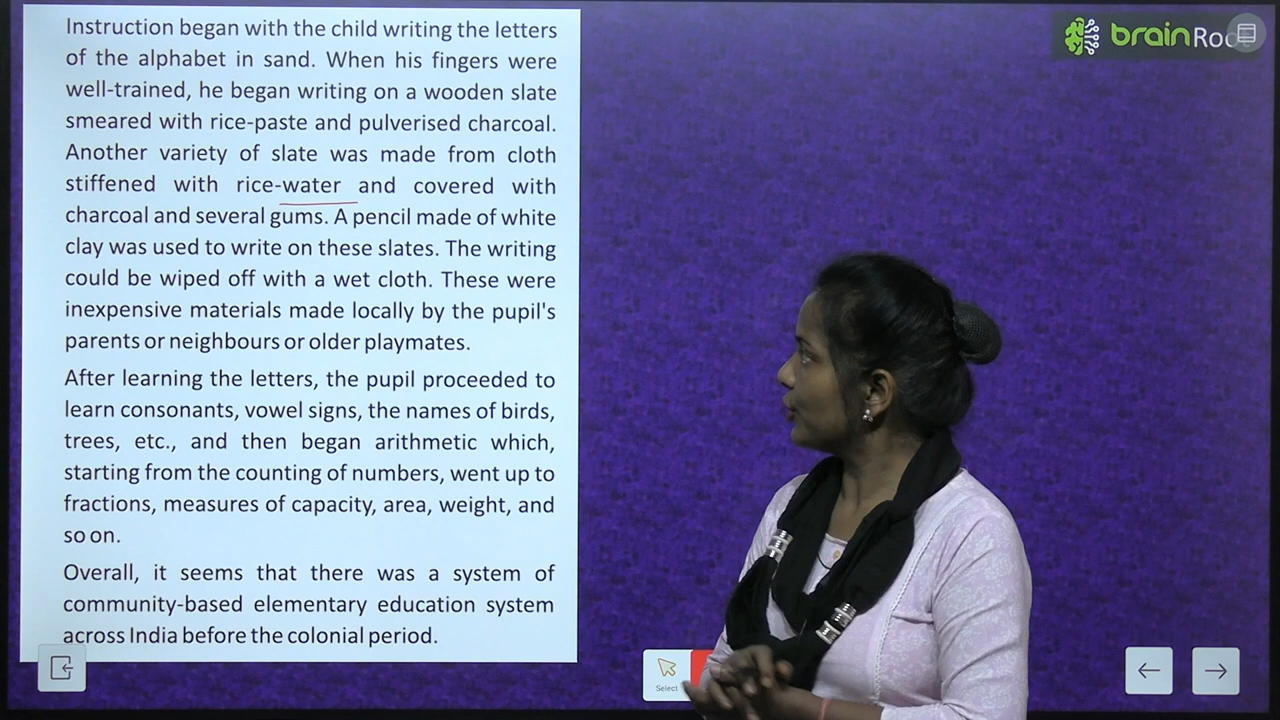 Instruction began with the child writing the letters
of the alphabet in sand. When his fingers were
well-trained, he began writing on a wooden slate
smeared with rice-paste and pulverised charcoal.
Another variety of slate was made from cloth
stiffened with rice-water and covered with
charcoal and several gums. A pencil made of white
clay was used to write on these slates. The writing
could be wiped off with a wet cloth. These were
inexpensive materials made locally by the pupil's
parents or neighbours or older playmates.
After learning the letters, the pupil proceeded to
learn consonants, vowel signs, the names of birds,
trees, etc., and then began arithmetic which,
starting from the counting of numbers, went up to
fractions, measures of capacity, area, weight, and
so on.
Overall, it seems that there was a system of
community-based elementary education system
across India before the colonial period.
brain
Select